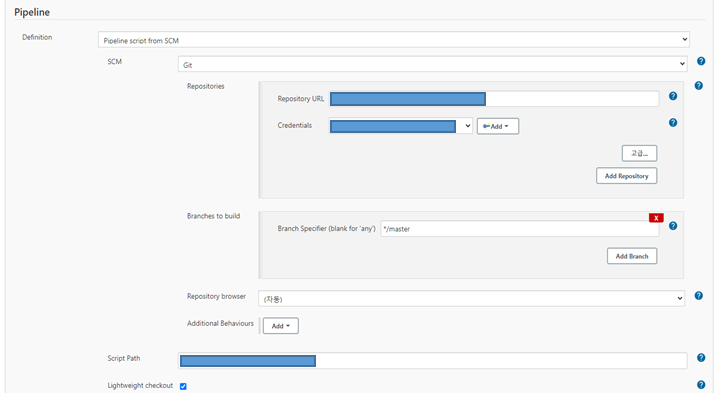 Pipeline
Definition
Pipeline script from SCM
SCM
Git
Repositories
Repository URL
Credentials
Add
고급...
Add Repository
Branches to build
X
Branch Specifier (blank for 'any')
*/master
Add Branch
Repository browser
(자동)
Additional Behaviours
Add
Script Path
Lightweight checkout